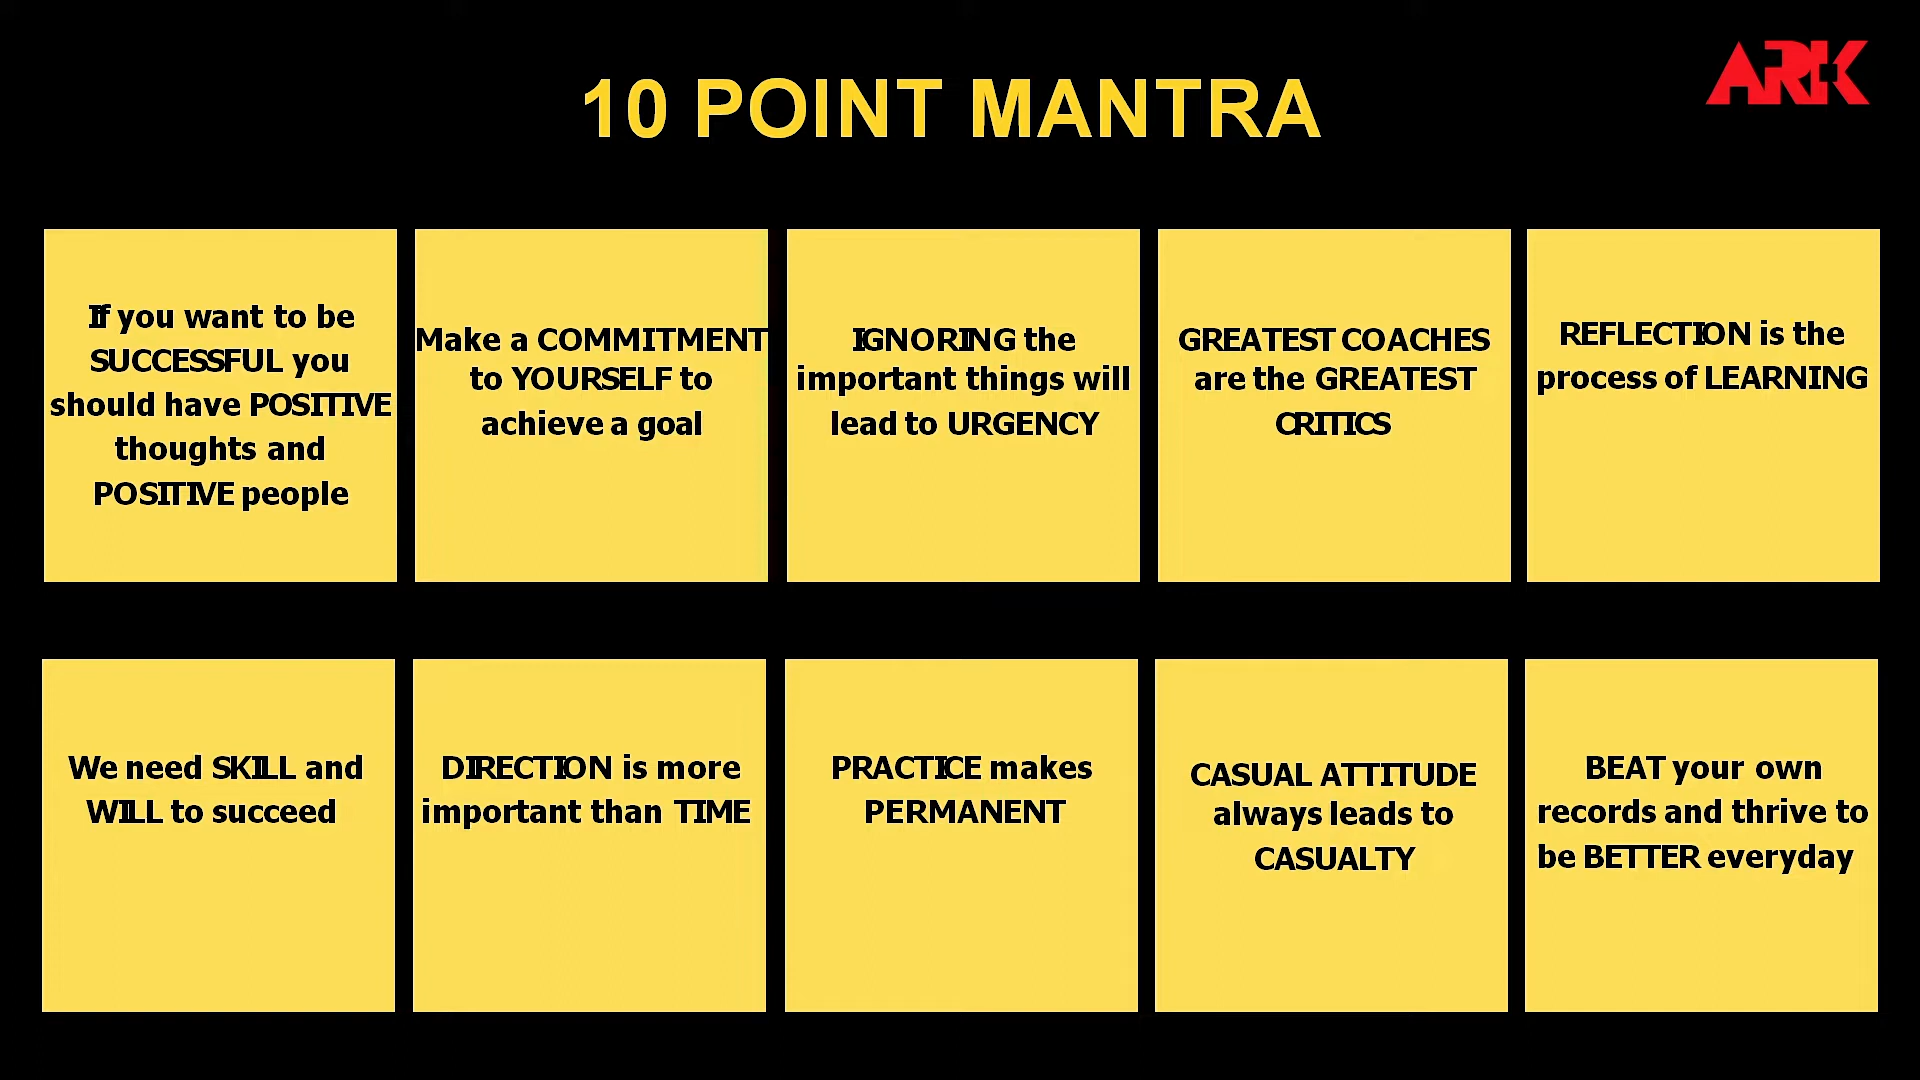 ARK
10 POINT MANTRA
If you want to be
SUCCESSFUL you
should have POSITIVE
thoughts and
POSITIVE people
Make a COMMITMENT
to YOURSELF to
achieve a goal
IGNORING the
important things will
lead to URGENCY
GREATEST COACHES
are the GREATEST
CRITICS
REFLECTION is the
process of LEARNING
We need SKILL and
WILL to succeed
DIRECTION is more
important than TIME
PRACTICE makes
PERMANENT
CASUAL ATTITUDE
always leads to
CASUALTY
BEAT your own
records and thrive to
be BETTER everyday